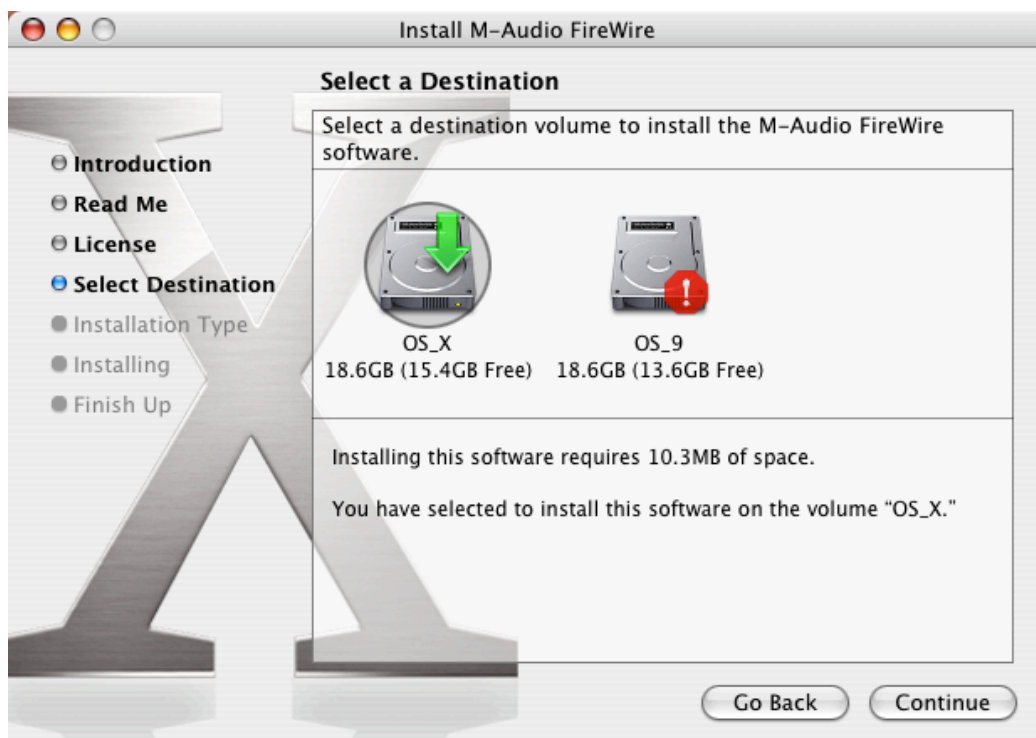 Install M-Audio FireWire
Select a Destination
Introduction
Read Me
License
Select Destination
Installation Type
Installing
Finish Up
Select a destination volume to install the M-Audio FireWire
software.
OS_X
18.6GB (15.4GB Free)
OS_9
18.6GB (13.6GB Free)
Installing this software requires 10.3MB of space.
You have selected to install this software on the volume “OS_X.”
Go Back
Continue